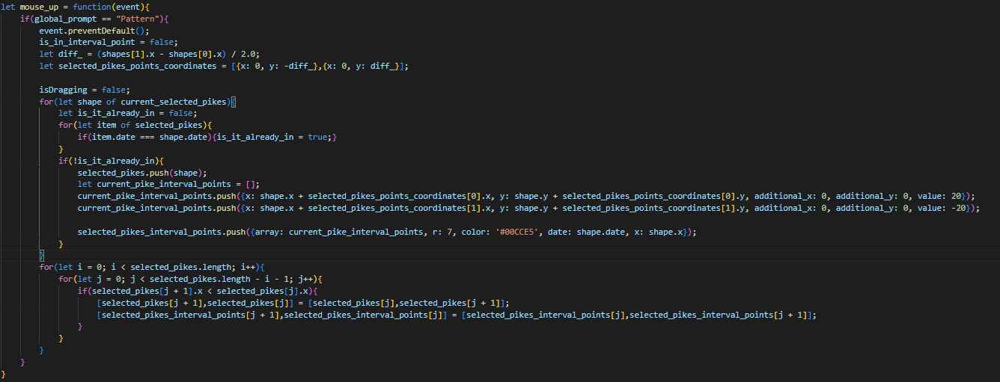 let mouse_up = function(event){
    if(global_prompt == "Pattern"){
        event.preventDefault();
        is_in_interval_point = false;
        let diff_ = (shapes[1].x - shapes[0].x) / 2.0;
        let selected_pikes_points_coordinates = [{x: 0, y: -diff_},{x: 0, y: diff_}];

        isDragging = false;
        for(let shape of current_selected_pikes){
            let is_it_already_in = false;
            for(let item of selected_pikes){
                if(item.date === shape.date){is_it_already_in = true;}
            }
            if(!is_it_already_in){
                selected_pikes.push(shape);
                let current_pike_interval_points = [];
                current_pike_interval_points.push({x: shape.x + selected_pikes_points_coordinates[0].x, y: shape.y + selected_pikes_points_coordinates[0].y, additional_x: 0, additional_y: 0, value: 20});
                current_pike_interval_points.push({x: shape.x + selected_pikes_points_coordinates[1].x, y: shape.y + selected_pikes_points_coordinates[1].y, additional_x: 0, additional_y: 0, value: -20});

                selected_pikes_interval_points.push({array: current_pike_interval_points, r: 7, color: '#00CCE5', date: shape.date, x: shape.x});
            }
        }
        for(let i = 0; i < selected_pikes.length; i++){
            for(let j = 0; j < selected_pikes.length - i - 1; j++){
                if(selected_pikes[j + 1].x < selected_pikes[j].x){
                    [selected_pikes[j + 1],selected_pikes[j]] = [selected_pikes[j],selected_pikes[j + 1]];
                    [selected_pikes_interval_points[j + 1],selected_pikes_interval_points[j]] = [selected_pikes_interval_points[j],selected_pikes_interval_points[j + 1]];
                }
            }
        }
    }
}